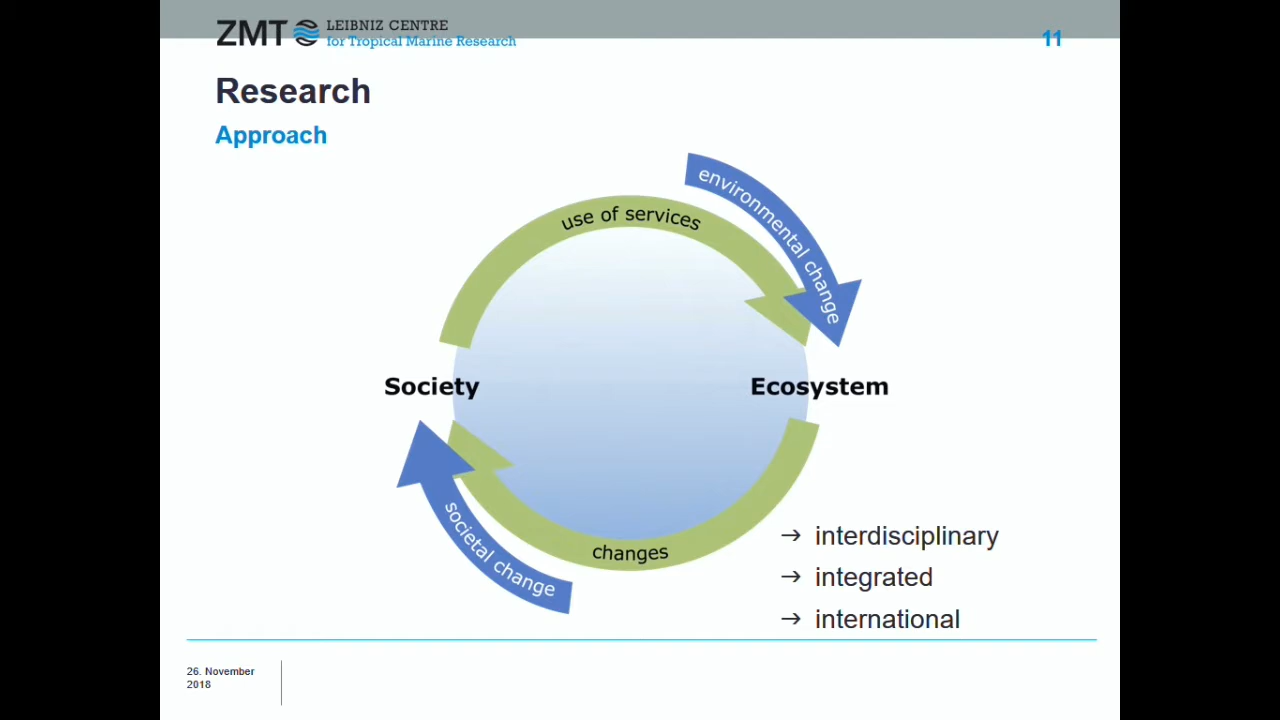 ZMT LEIBNIZ CENTRE
for Tropical Marine Research
11
Research
Approach
environmental change
use of services
Society
Ecosystem
societal change
changes
→ interdisciplinary
→ integrated
→ international
26. November
2018